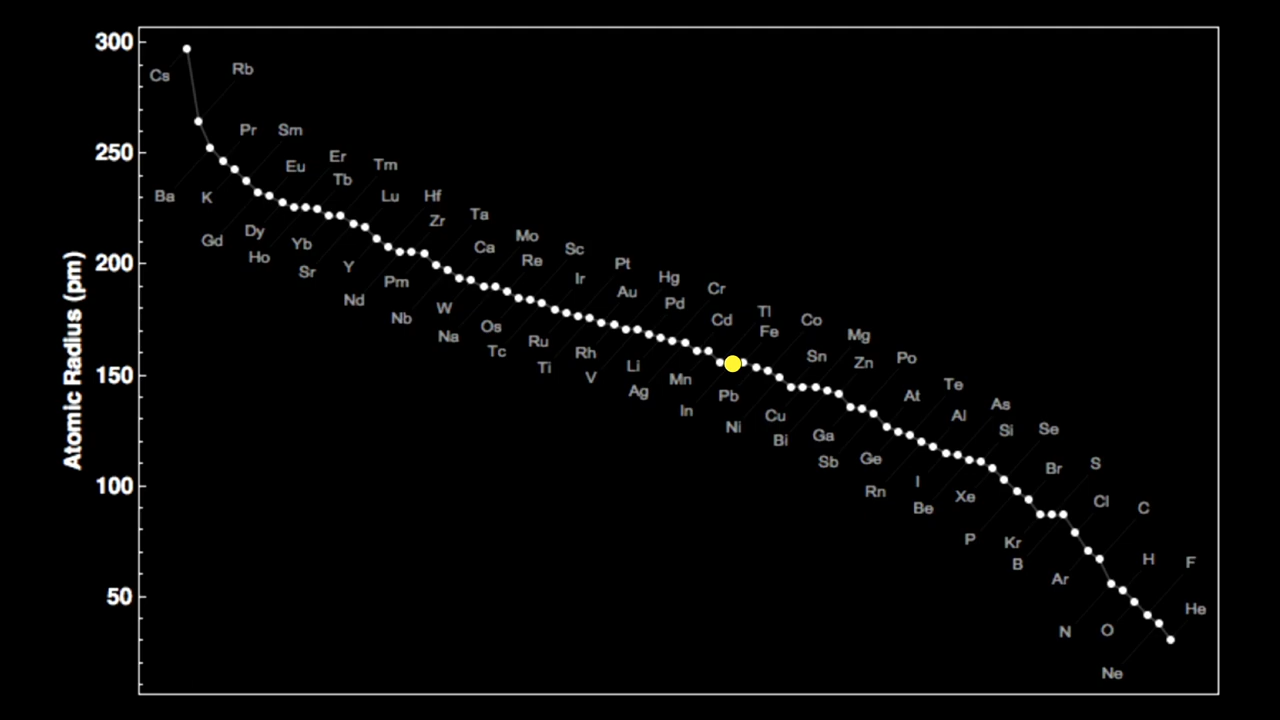 Atomic Radius (pm)
300
250
200
150
100
50
Cs
Rb
Ba
K
Pr
Sm
Gd
Dy
Ho
Eu
Er
Tb
Tm
Yb
Sr
Y
Nd
Lu
Hf
Zr
Pm
Nb
Ta
Ca
W
Na
Mo
Re
Os
Tc
Sc
Ir
Ru
Ti
Pt
Au
Rh
V
Hg
Pd
Li
Ag
Cr
Cd
Mn
In
Tl
Fe
Pb
Ni
Co
Sn
Cu
Bi
Mg
Zn
Ga
Sb
Po
At
Ge
Rn
Te
Al
I
Be
As
Si
Xe
P
Se
Br
Kr
B
S
Cl
Ar
C
H
N
O
F
He
Ne